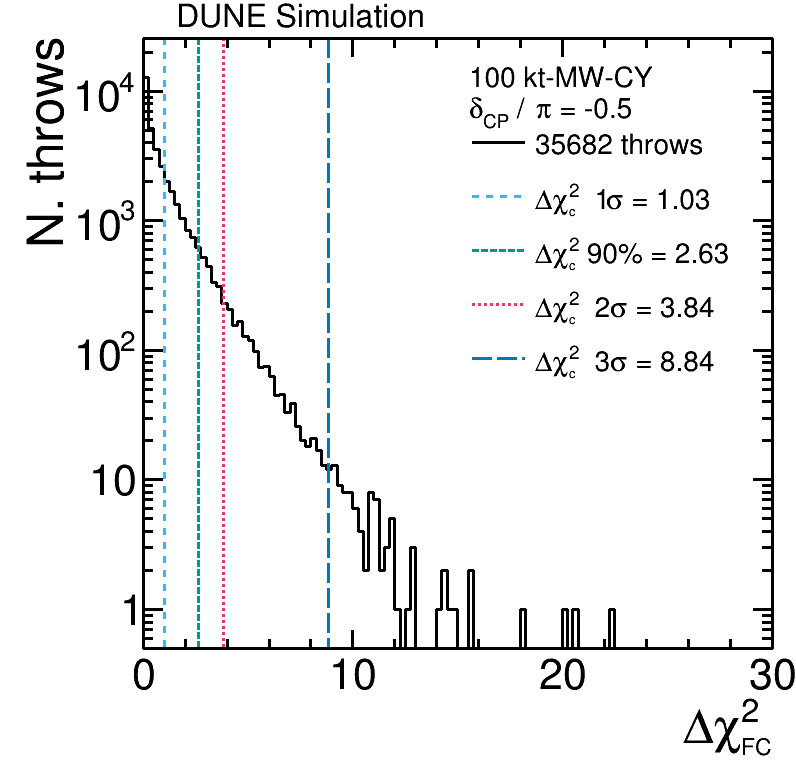 DUNE Simulation
N. throws
100 kt-MW-CY
δCP / π = -0.5
35682 throws
Δχ²c 1σ = 1.03
Δχ²c 90% = 2.63
Δχ²c 2σ = 3.84
Δχ²c 3σ = 8.84
10⁴
10³
10²
10
1
0 10 20 30
Δχ²FC